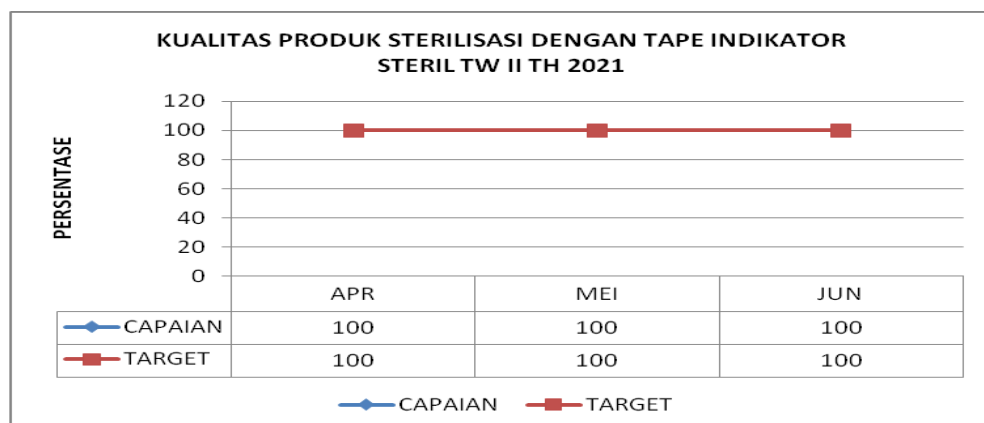 KUALITAS PRODUK STERILISASI DENGAN TAPE INDIKATOR
STERIL TW II TH 2021
PERSENTASE
120
100
80
60
40
20
0
APR MEI JUN
CAPAIAN 100 100 100
TARGET 100 100 100
CAPAIAN TARGET